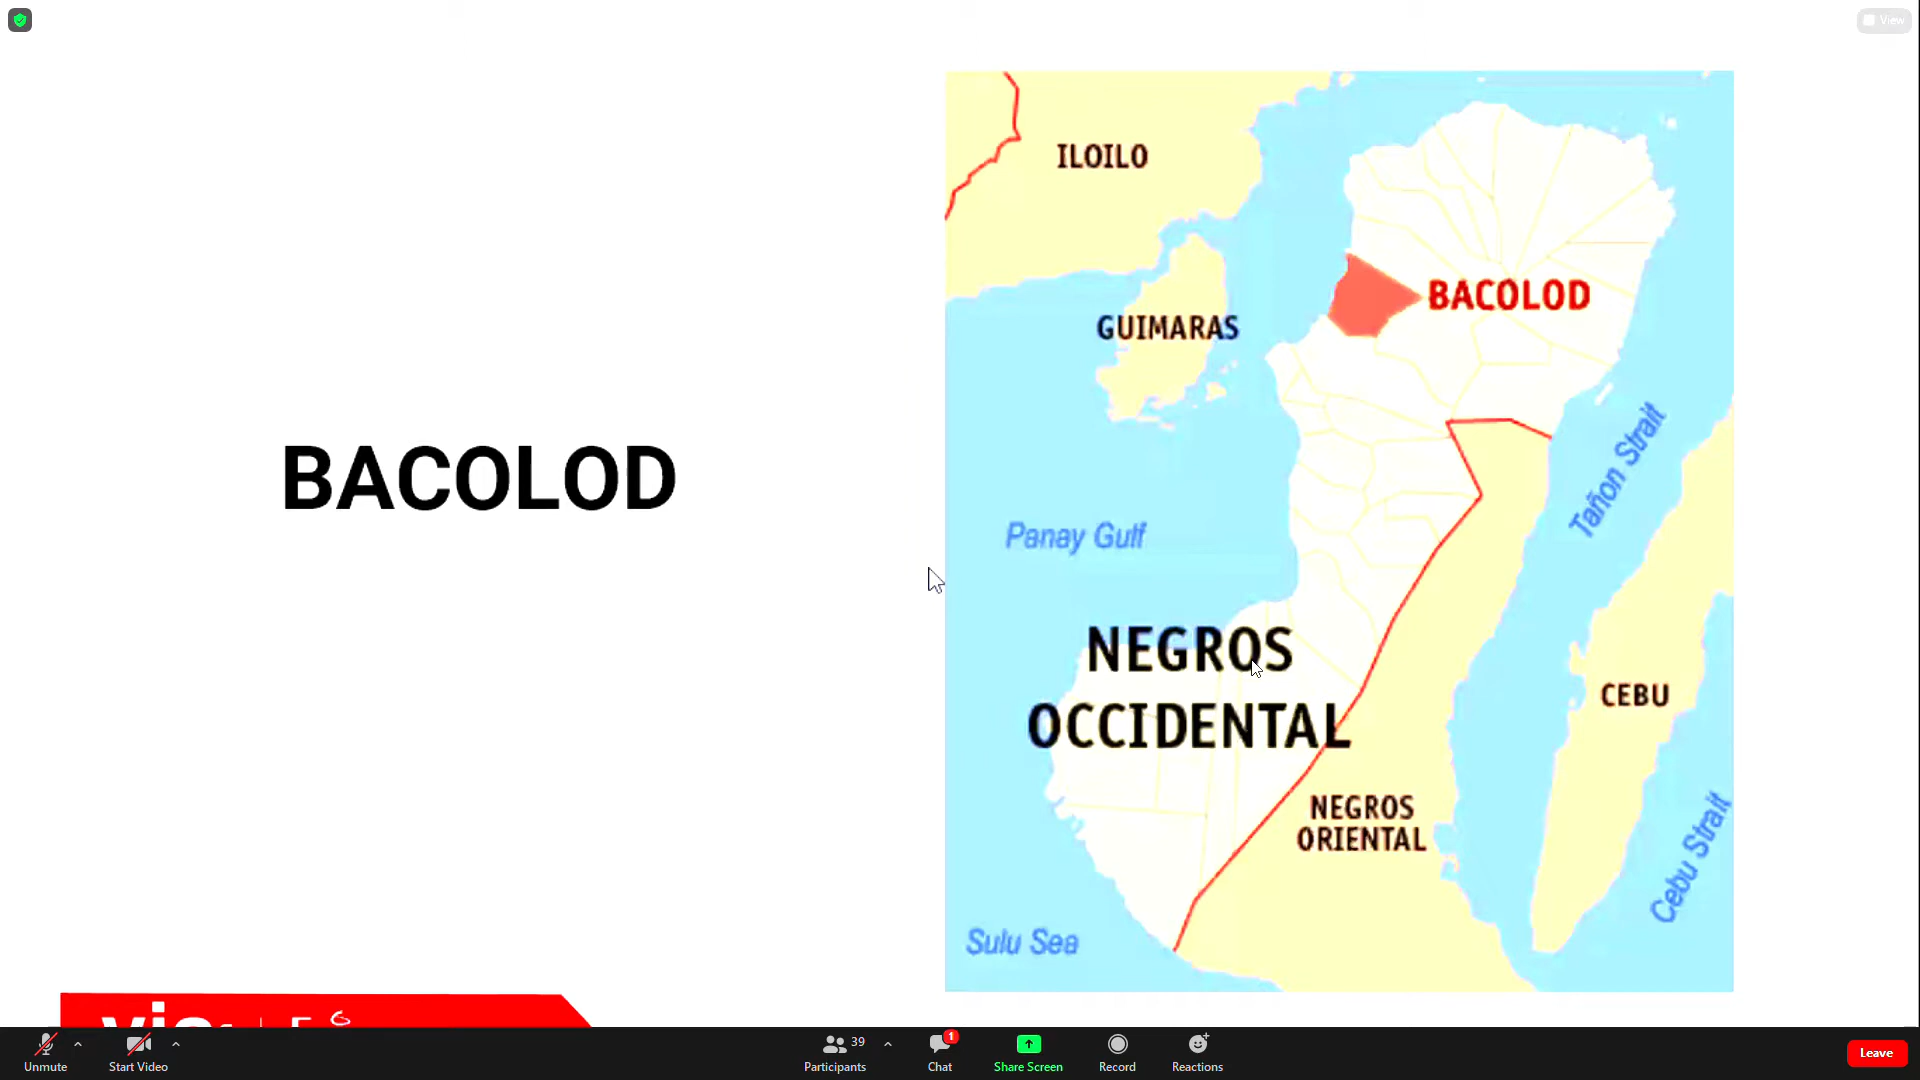 View
ILOILO
BACOLOD
GUIMARAS
BACOLOD
Tañon Strait
Panay Gulf
NEGROS
OCCIDENTAL
CEBU
NEGROS
ORIENTAL
Cebu Strait
Sulu Sea
Unmute
Start Video
Participants
39
Chat
1
Share Screen
Record
Reactions
Leave